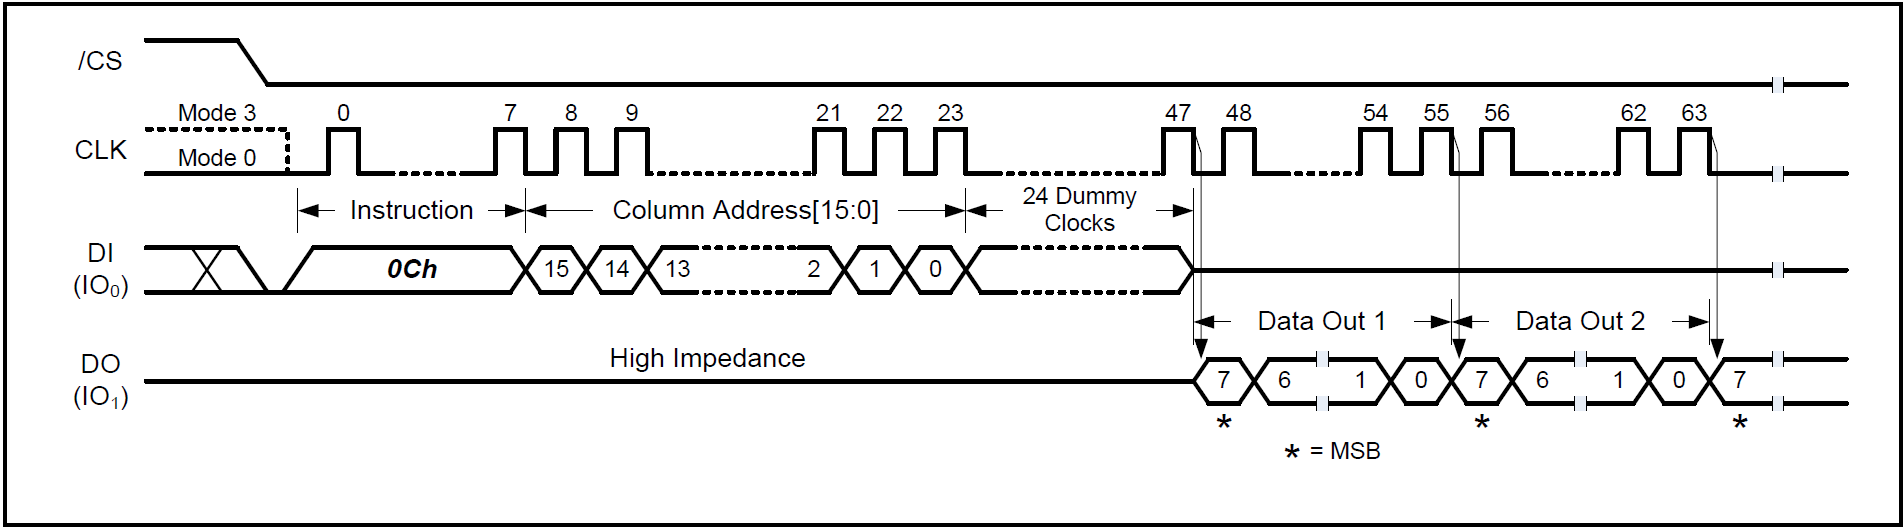 /CS
Mode 3 0 7 8 9 21 22 23 47 48 54 55 56 62 63
CLK
Mode 0
Instruction Column Address[15:0] 24 Dummy
Clocks
DI
(IO0)
0Ch 15 14 13 2 1 0
Data Out 1 Data Out 2
High Impedance
DO
(IO1)
7 6 1 0 7 6 1 0 7
* * *
* = MSB